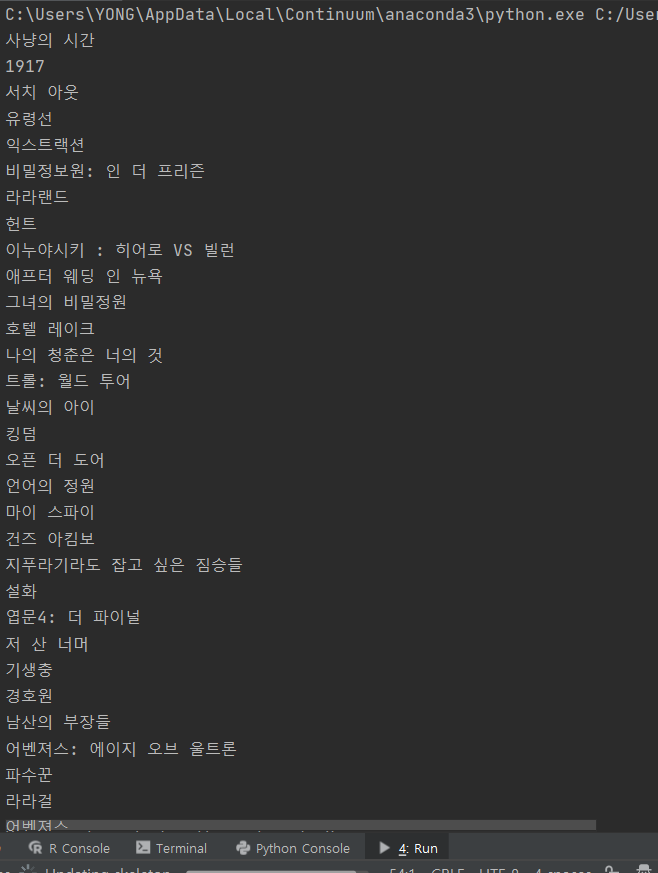 C:\Users\YONG\AppData\Local\Continuum\anaconda3\python.exe C:/User
사냥의 시간
1917
서치 아웃
유령선
익스트랙션
비밀정보원: 인 더 프리즌
라라랜드
헌트
이누야시키 : 히어로 VS 빌런
애프터 웨딩 인 뉴욕
그녀의 비밀정원
호텔 레이크
나의 청춘은 너의 것
트롤: 월드 투어
날씨의 아이
킹덤
오픈 더 도어
언어의 정원
마이 스파이
건즈 아킴보
지푸라기라도 잡고 싶은 짐승들
설화
엽문4: 더 파이널
저 산 너머
기생충
경호원
남산의 부장들
어벤져스: 에이지 오브 울트론
파수꾼
라라걸
어벤져스
R Console Terminal Python Console 4: Run
Updating skeleton 54:1 CRLF UTF-8 4 spaces